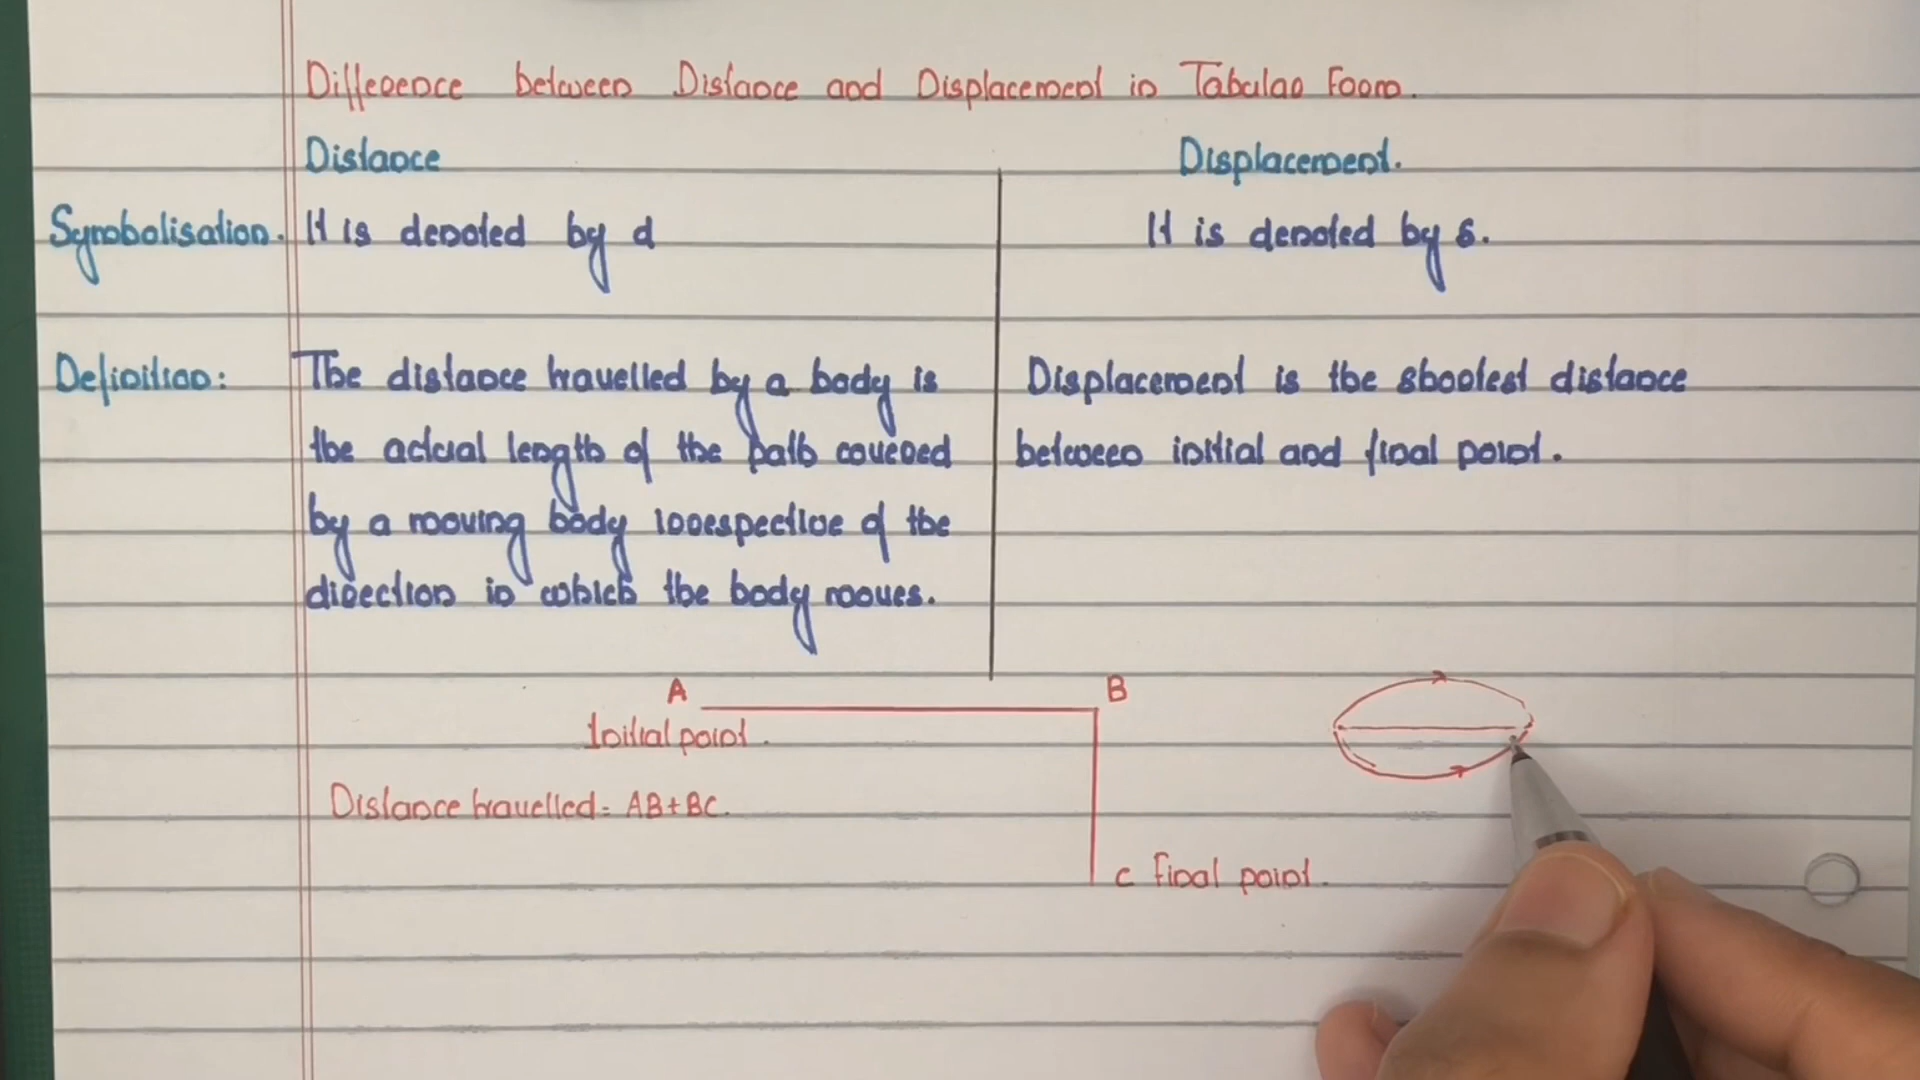 Difference between Distance and Displacement in Tabular Form.
Distance Displacement.
Symbolisation. It is denoted by d It is denoted by s.
Definition: The distance travelled by a body is Displacement is the shortest distance
the actual length of the path covered between initial and final point.
by a moving body irrespective of the
direction in which the body moves.
A B
Initial point.
Distance travelled = AB+BC.
C Final point.